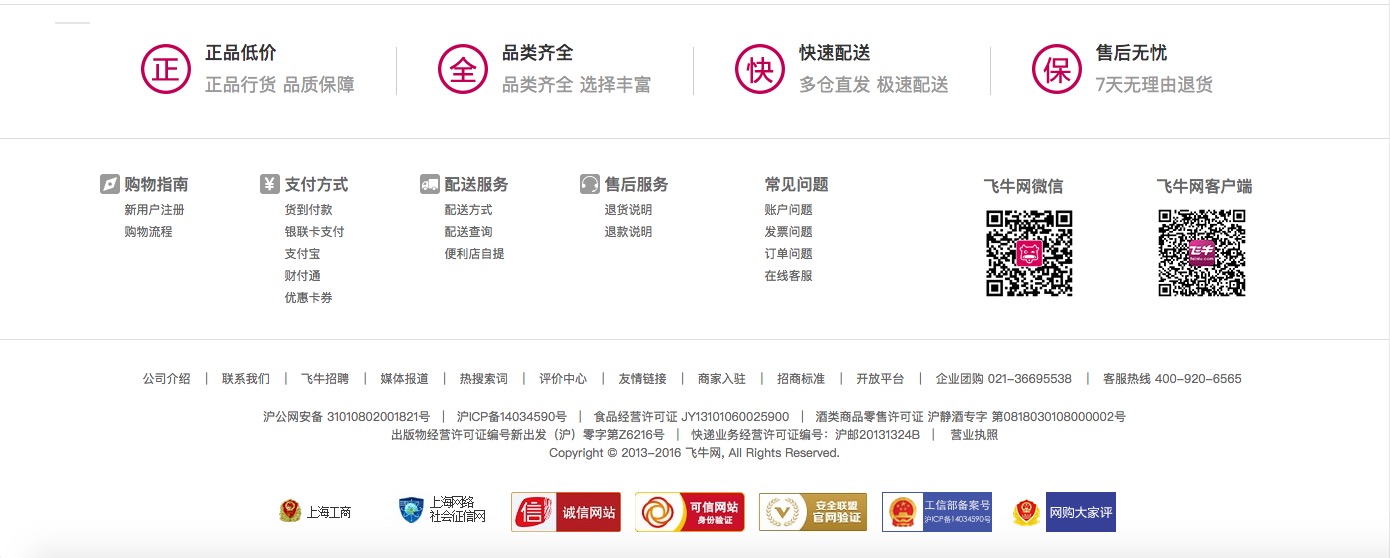 正 正品低价
正品行货 品质保障
全 品类齐全
品类齐全 选择丰富
快 快速配送
多仓直发 极速配送
保 售后无忧
7天无理由退货
购物指南
新用户注册
购物流程
¥ 支付方式
货到付款
银联卡支付
支付宝
财付通
优惠卡券
配送服务
配送方式
配送查询
便利店自提
售后服务
退货说明
退款说明
常见问题
账户问题
发票问题
订单问题
在线客服
飞牛网微信
飞牛网客户端
飞牛
feiniu.com
公司介绍 | 联系我们 | 飞牛招聘 | 媒体报道 | 热搜索词 | 评价中心 | 友情链接 | 商家入驻 | 招商标准 | 开放平台 | 企业团购 021-36695538 | 客服热线 400-920-6565
沪公网安备 31010802001821号 | 沪ICP备14034590号 | 食品经营许可证 JY13101060025900 | 酒类商品零售许可证 沪静酒专字 第0818030108000002号
出版物经营许可证编号新出发（沪）零字第Z6216号 | 快递业务经营许可证编号：沪邮20131324B | 营业执照
Copyright © 2013-2016 飞牛网, All Rights Reserved.
上海工商
上海网络
社会征信网
信 诚信网站
可信网站
身份验证
安全联盟
官网验证
工信部备案号
沪ICP备14034590号
网购大家评